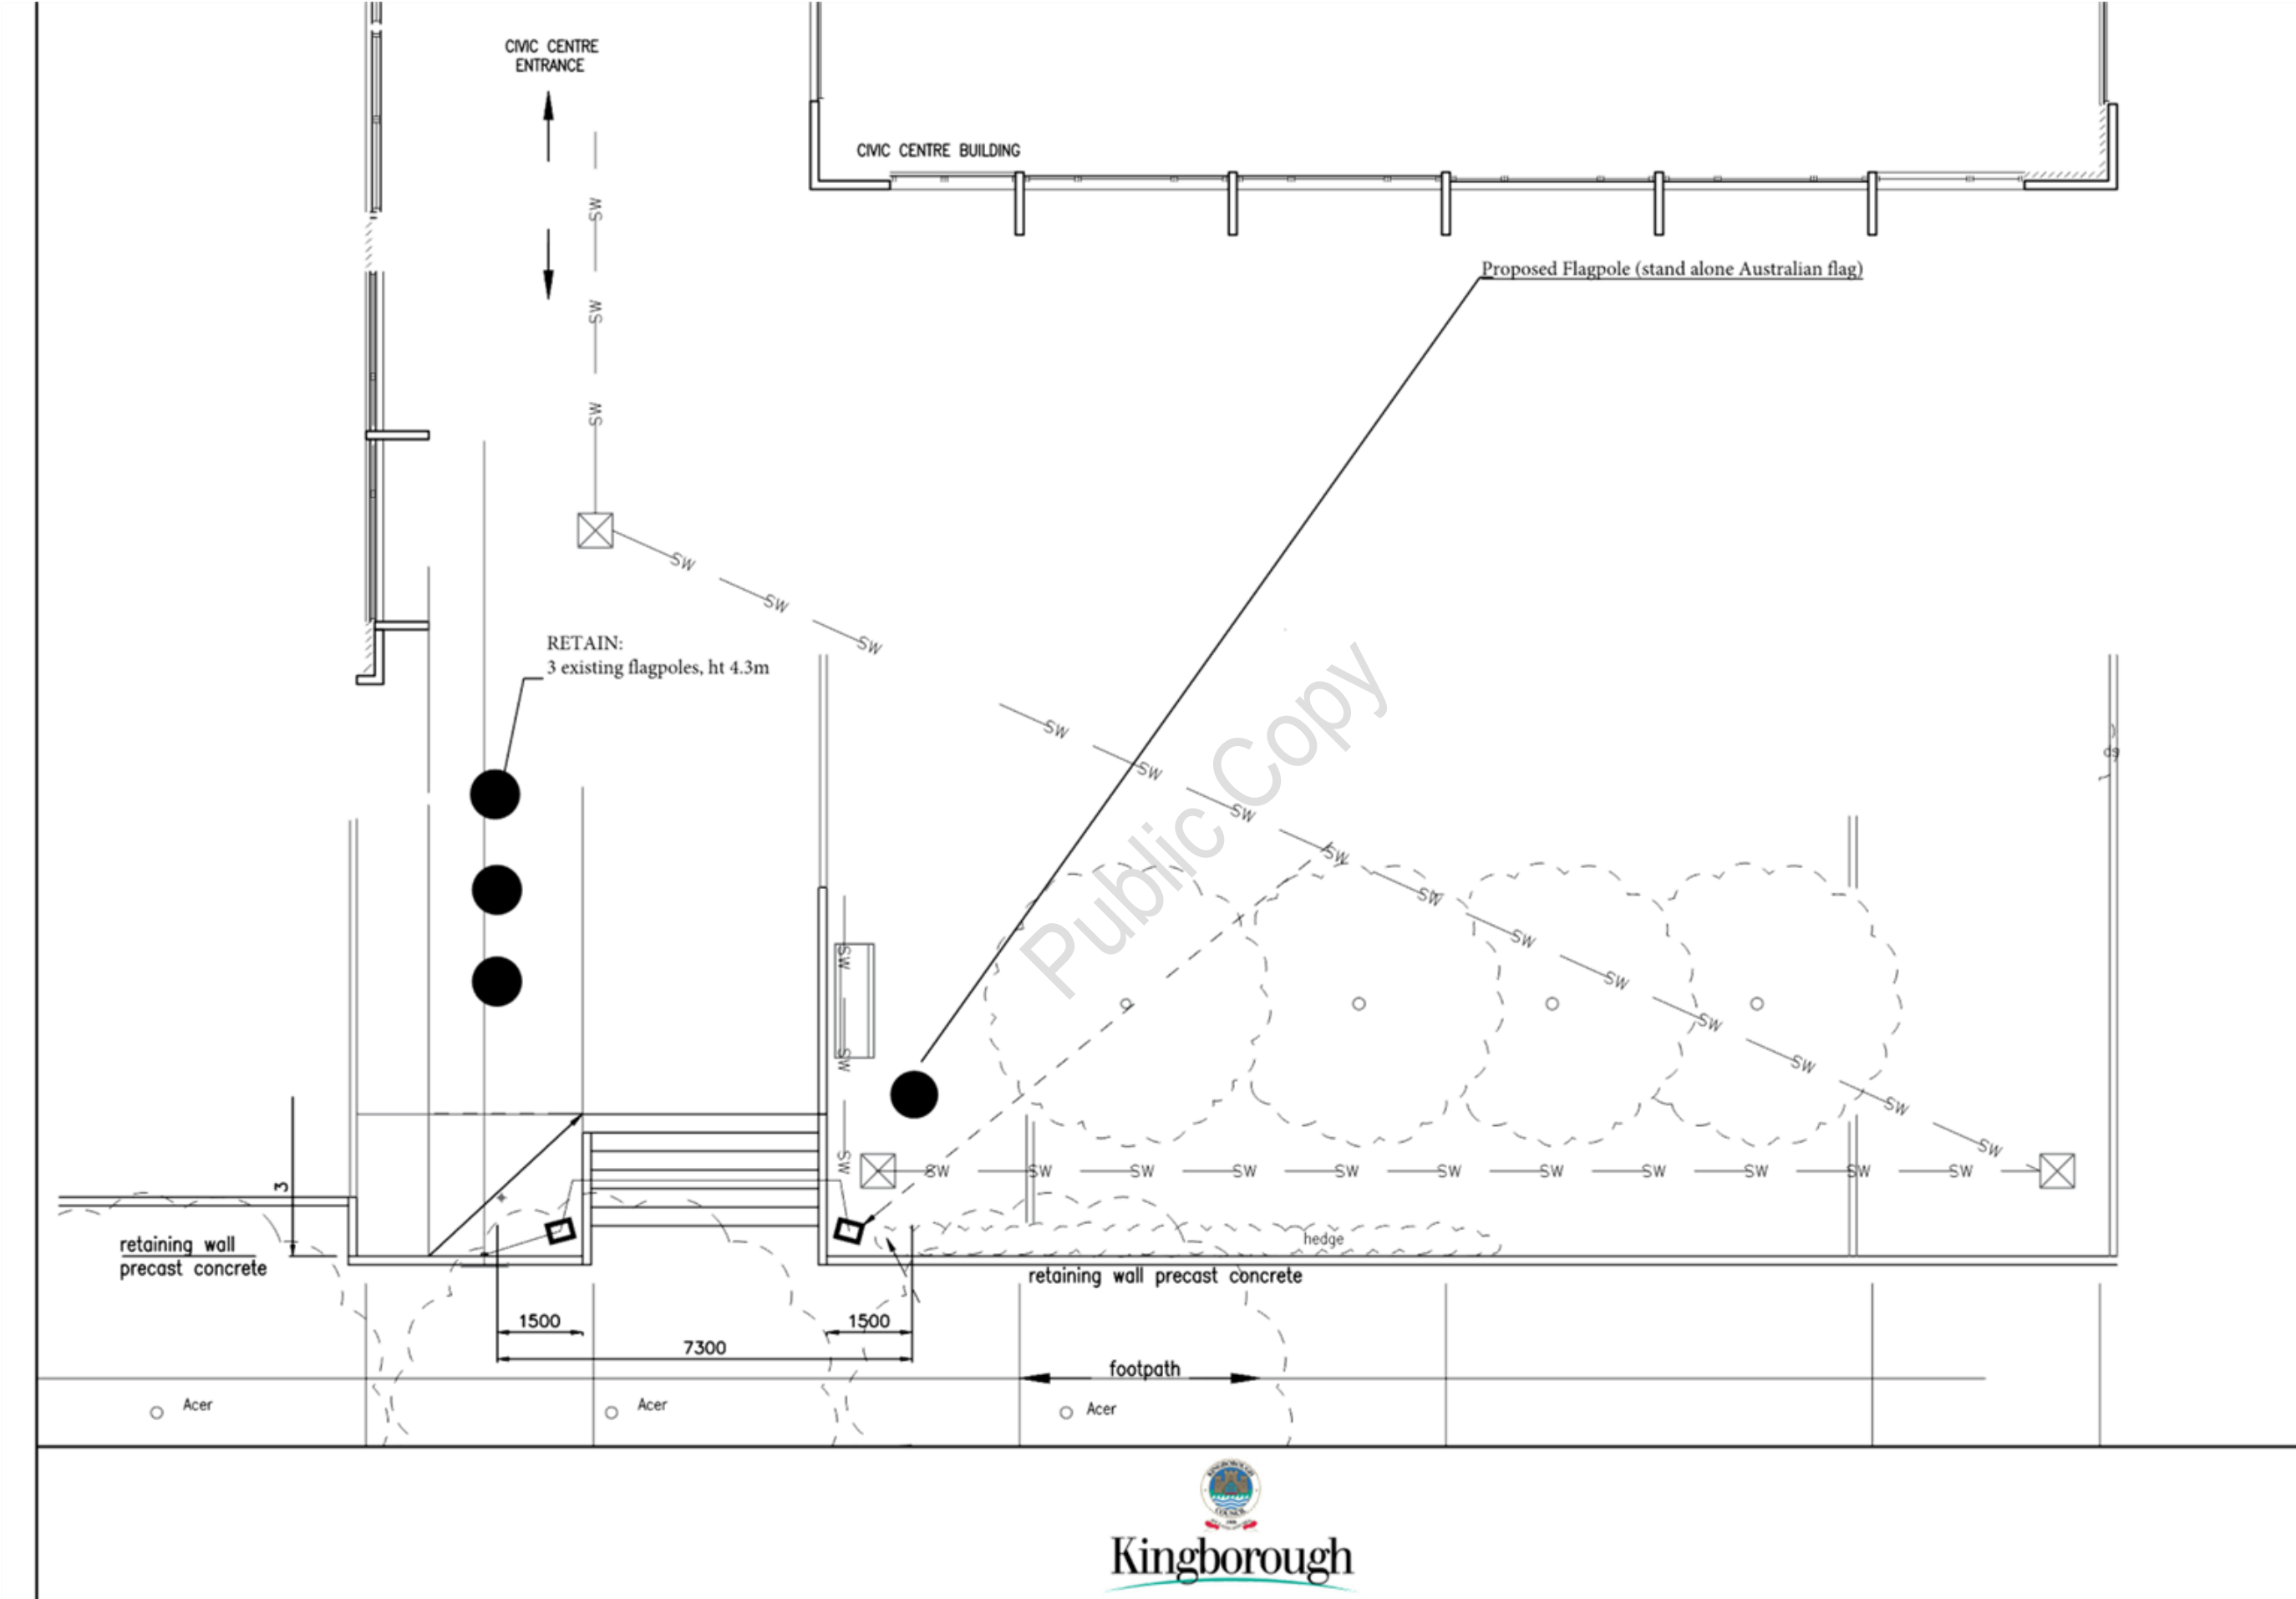 CIVIC CENTRE
ENTRANCE
CIVIC CENTRE BUILDING
SW
SW
SW
Proposed Flagpole (stand alone Australian flag)
SW
SW
SW
RETAIN:
3 existing flagpoles, ht 4.3m
SW
SW
SW
SW
SW
SW
SW
SW
SW
SW
SW
Public Copy
SW
SW
SW
SW SW SW SW SW SW SW SW SW SW SW
3
hedge
retaining wall
precast concrete
retaining wall precast concrete
1500
1500
7300
footpath
Acer
Acer
Acer
KINGBOROUGH
COUNCIL
Kingborough